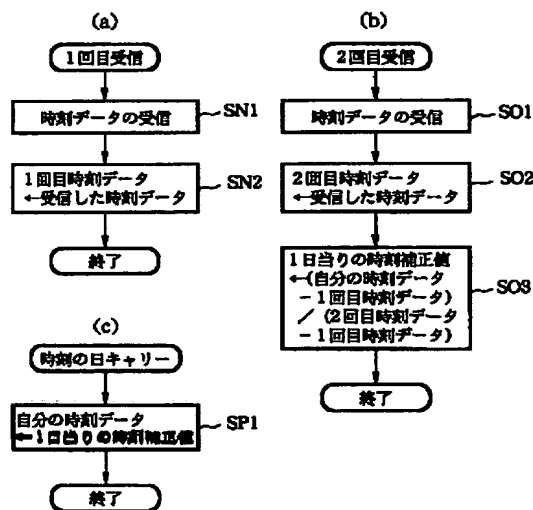 (a)
1回目受信
時刻データの受信
SN1
1回目時刻データ
←受信した時刻データ
SN2
終了
(b)
2回目受信
時刻データの受信
SO1
2回目時刻データ
←受信した時刻データ
SO2
1日当りの時刻補正値
←(自分の時刻データ
－1回目時刻データ)
／(2回目時刻データ
－1回目時刻データ)
SO3
終了
(c)
時刻の日キャリー
自分の時刻データ
←1日当りの時刻補正値
SP1
終了